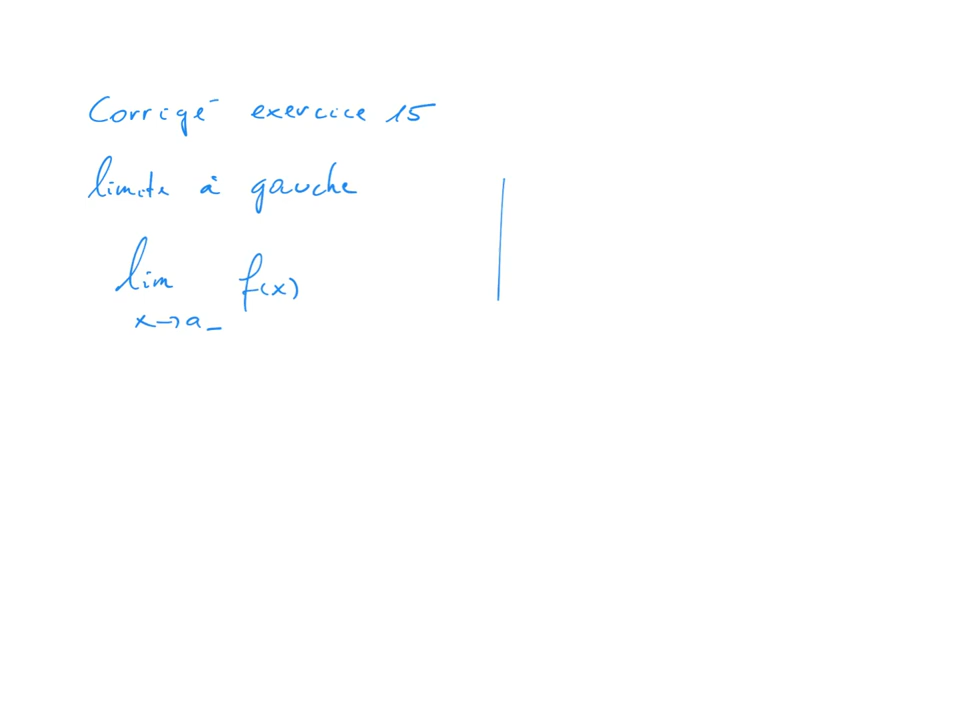 Corrigé exercice 15
limite à gauche
lim f(x)
x→a_